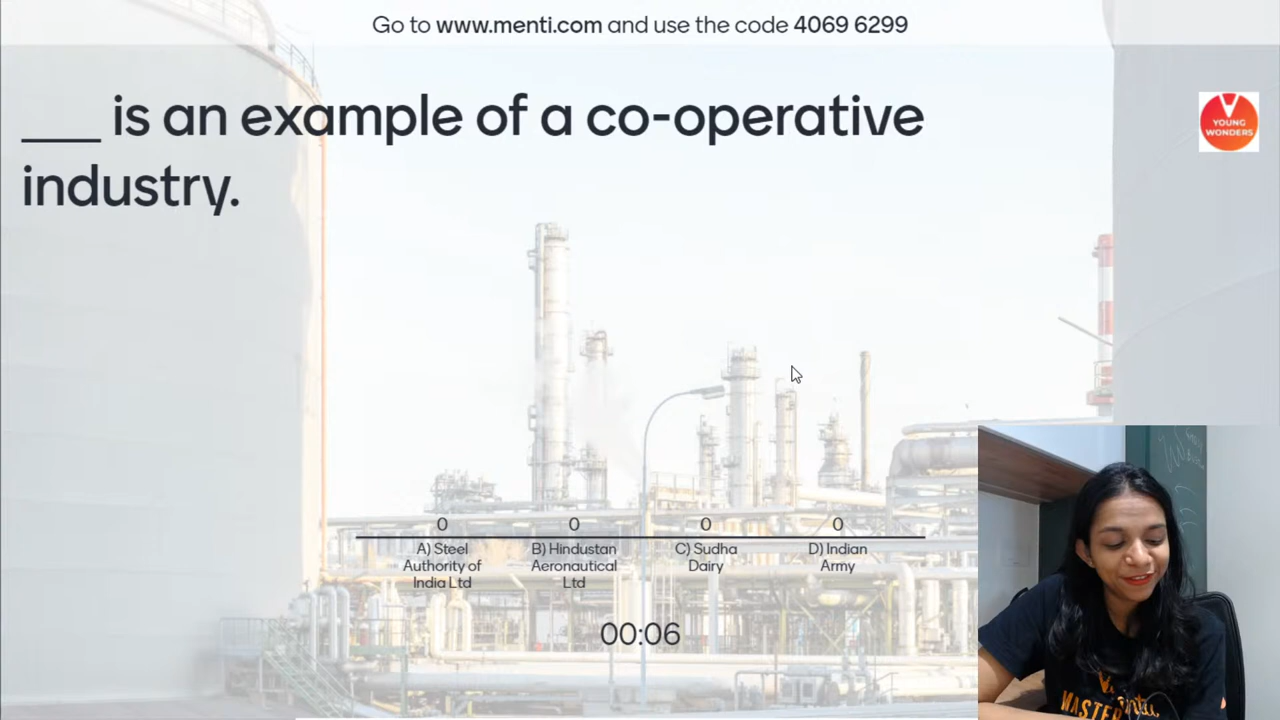 Go to www.menti.com and use the code 4069 6299
___ is an example of a co-operative
industry.
YOUNG
WONDERS
0
0
0
0
A) Steel
Authority of
India Ltd
B) Hindustan
Aeronautical
Ltd
C) Sudha
Dairy
D) Indian
Army
00:06
MASTER